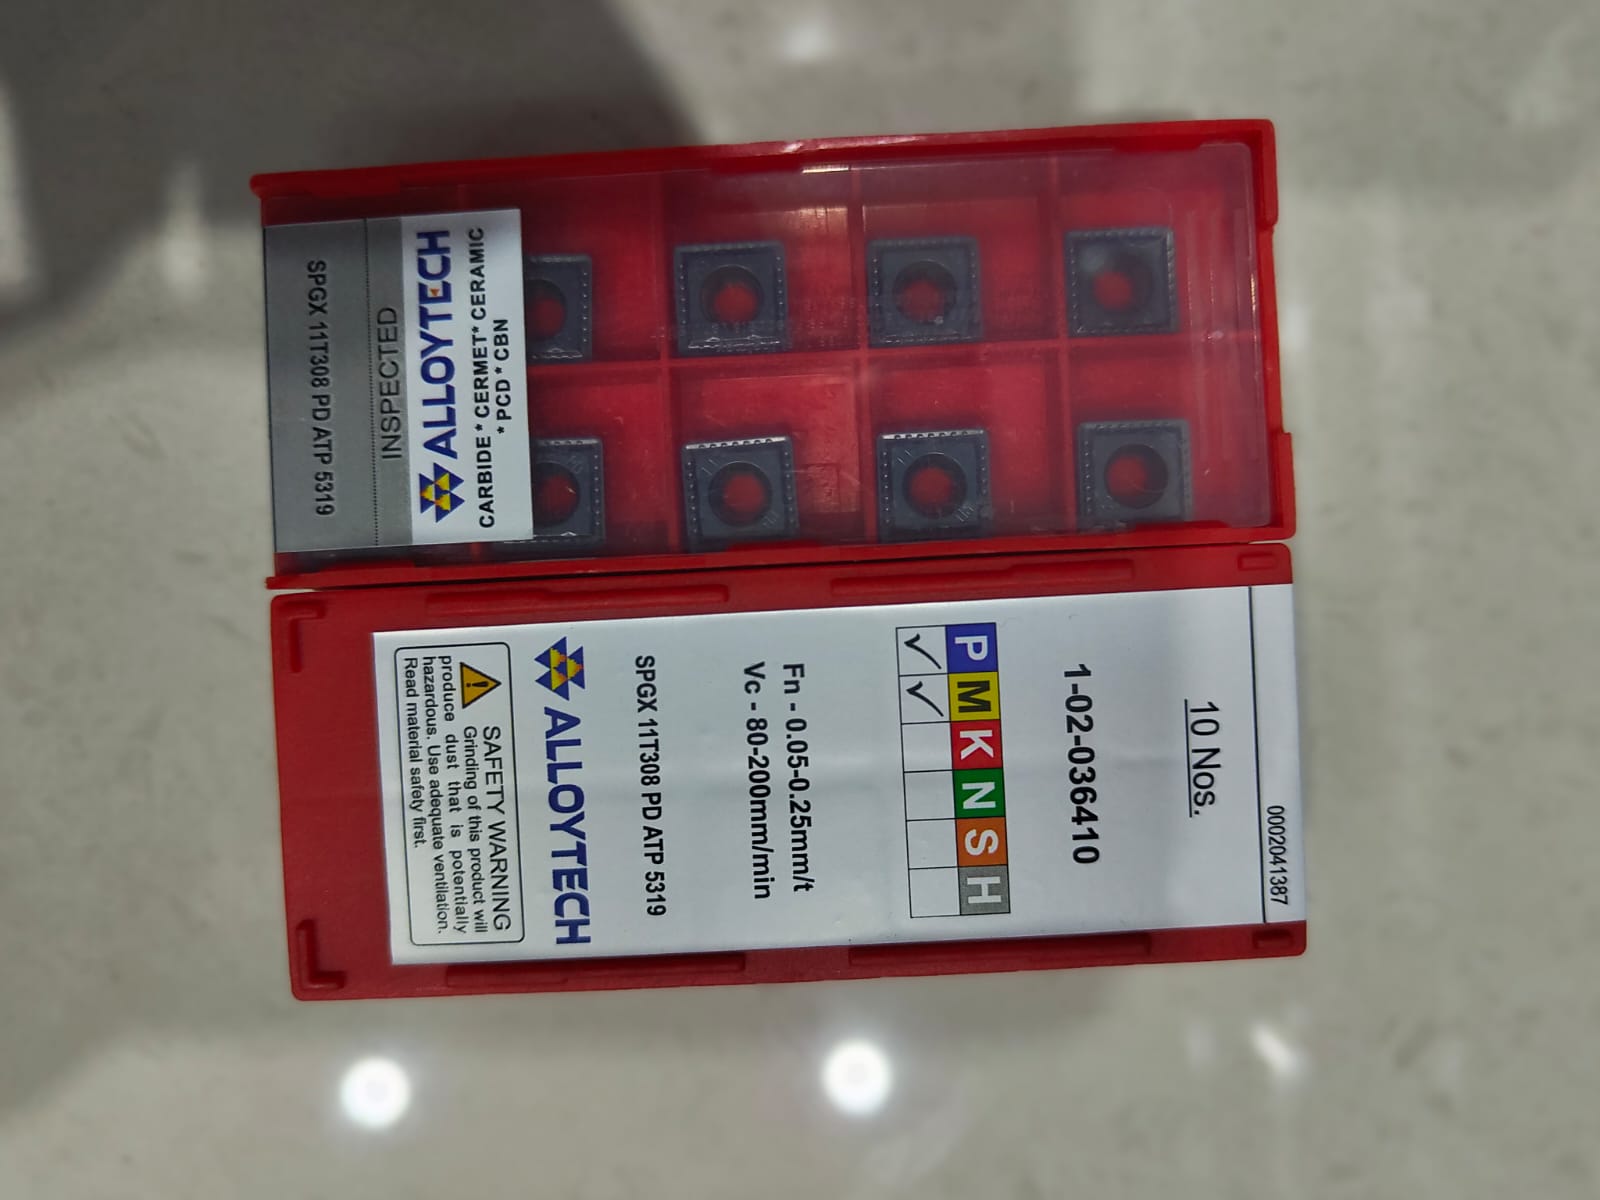 ALLOYTECH
CARBIDE * CERMET* CERAMIC
* PCD * CBN
INSPECTED
SPGX 11T308 PD ATP 5319
0002041387
10 Nos.
1-02-036410
P M K N S H
✓ ✓
Fn - 0.05-0.25mm/t
Vc - 80-200mm/min
SPGX 11T308 PD ATP 5319
ALLOYTECH
SAFETY WARNING
Grinding of this product will
produce dust that is potentially
hazardous. Use adequate ventilation.
Read material safety first.